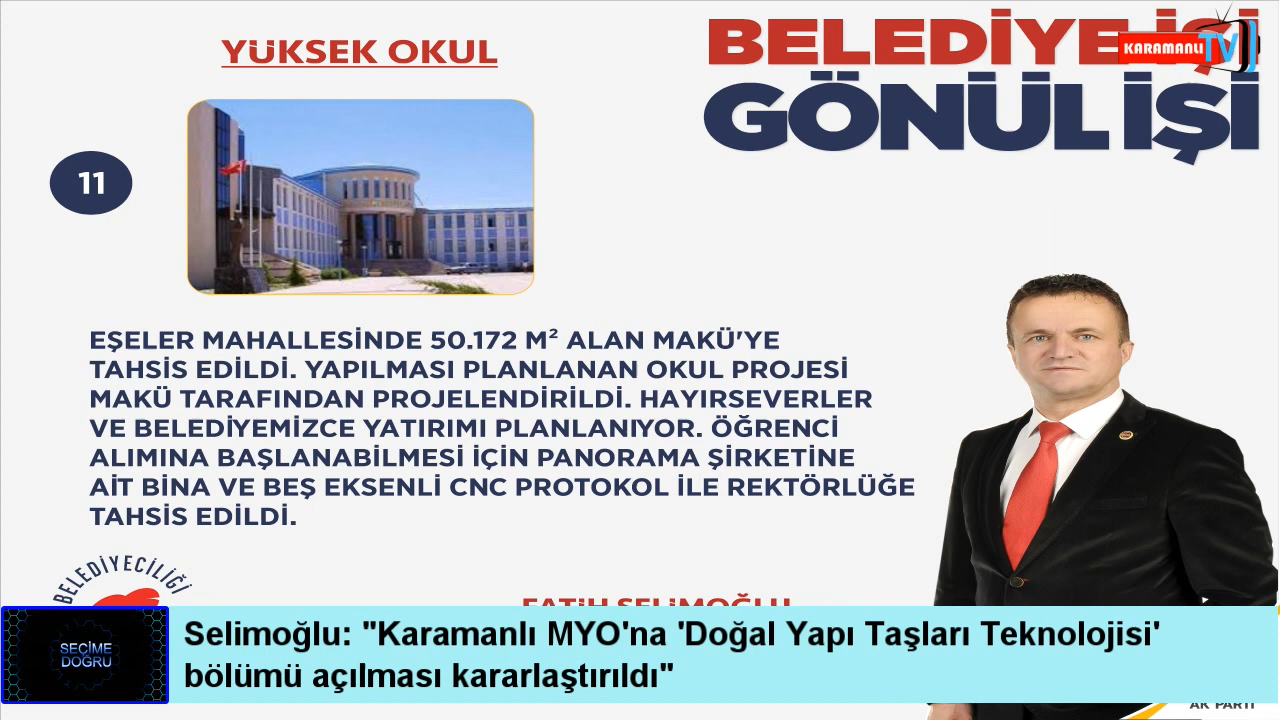 YÜKSEK OKUL
BELEDİYE İŞİ
GÖNÜL İŞİ
KARAMANLI TV
11
EŞELER MAHALLESİNDE 50.172 M² ALAN MAKÜ'YE
TAHSİS EDİLDİ. YAPILMASI PLANLANAN OKUL PROJESİ
MAKÜ TARAFINDAN PROJELENDİRİLDİ. HAYIRSEVERLER
VE BELEDİYEMİZCE YATIRIMI PLANLANIYOR. ÖĞRENCİ
ALIMINA BAŞLANABİLMESİ İÇİN PANORAMA ŞİRKETİNE
AİT BİNA VE BEŞ EKSENLİ CNC PROTOKOL İLE REKTÖRLÜĞE
TAHSİS EDİLDİ.
BELEDİYECİLİĞİ
FATİH SELİMOĞLU
SEÇİME
DOĞRU
Selimoğlu: "Karamanlı MYO'na 'Doğal Yapı Taşları Teknolojisi'
bölümü açılması kararlaştırıldı"
AK PARTİ